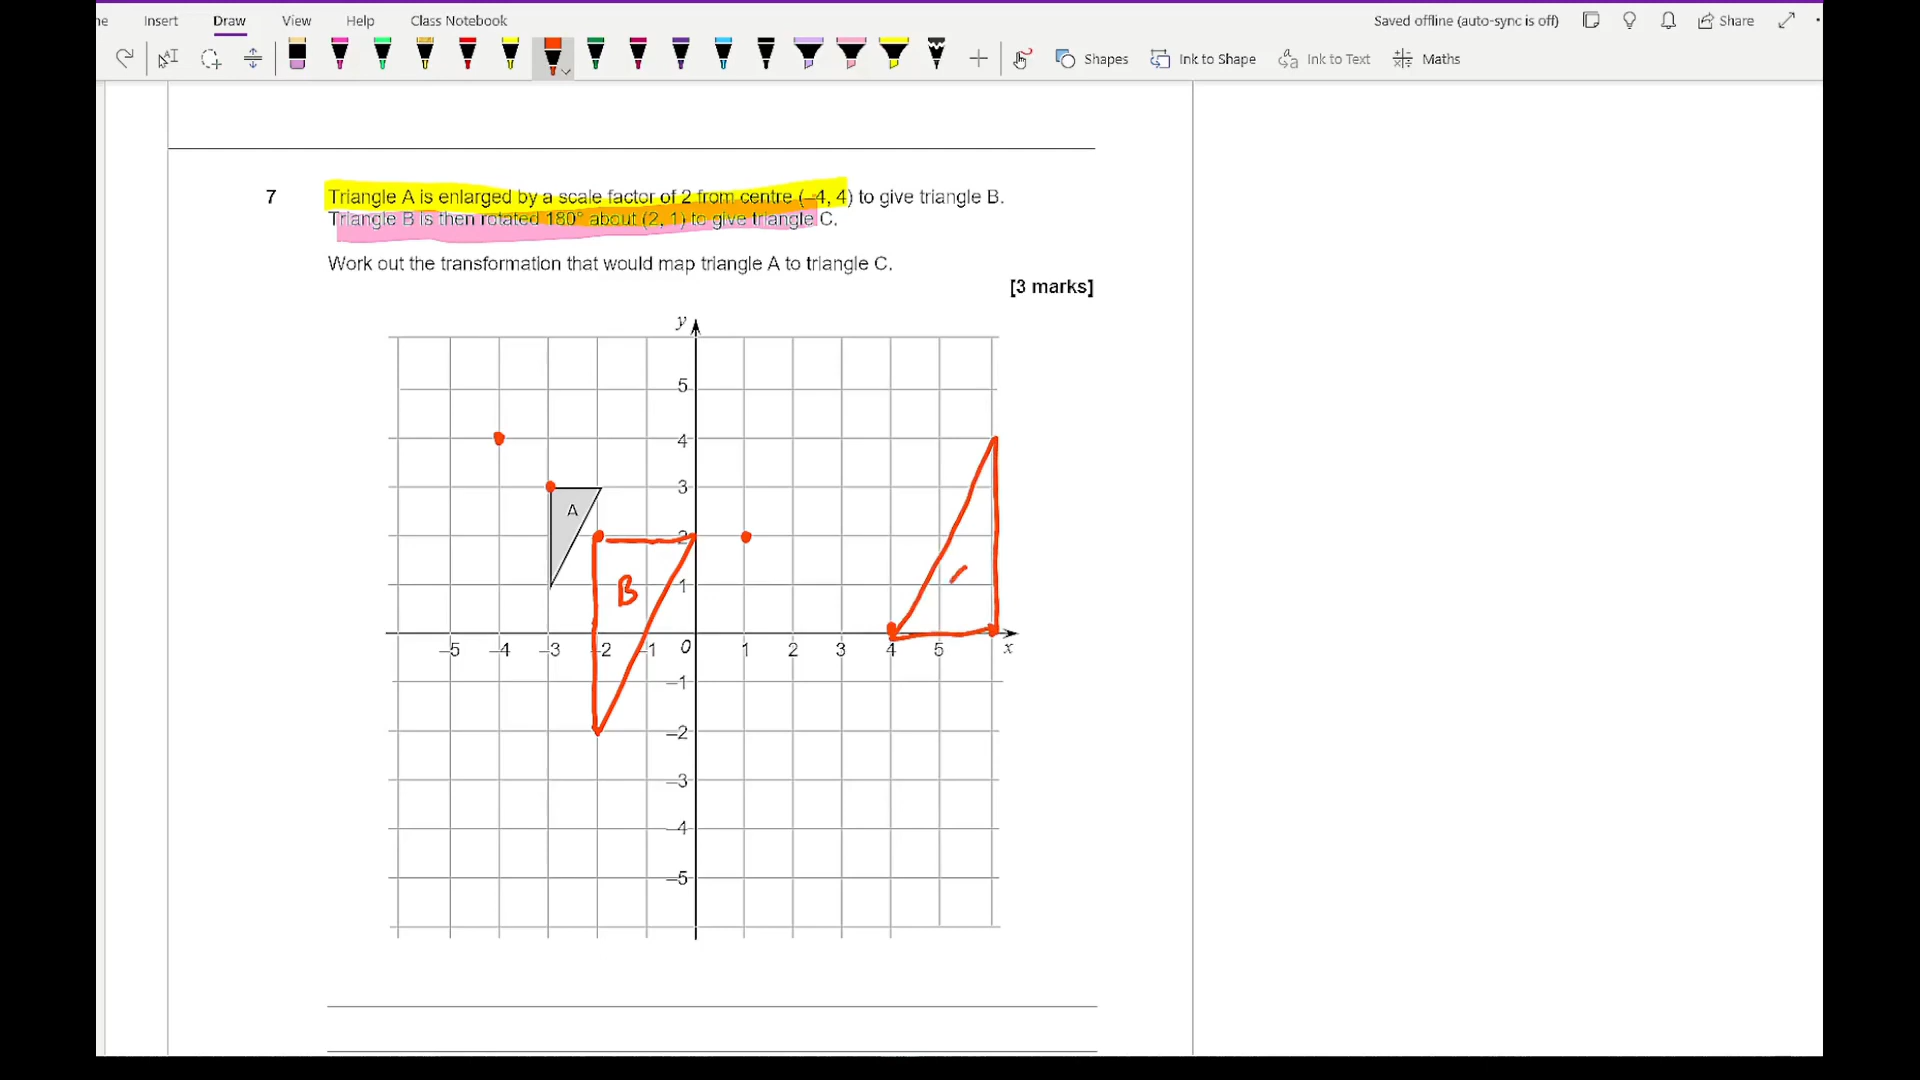 Insert Draw View Help Class Notebook Saved offline (auto-sync is off) Share
Shapes Ink to Shape Ink to Text Maths
7 Triangle A is enlarged by a scale factor of 2 from centre (–4, 4) to give triangle B.
Triangle B is then rotated 180° about (2, 1) to give triangle C.
Work out the transformation that would map triangle A to triangle C.
[3 marks]
y
5
4
3
A
2
B 1
–5 –4 –3 –2 –1 0 1 2 3 4 5 x
–1
–2
–3
–4
–5